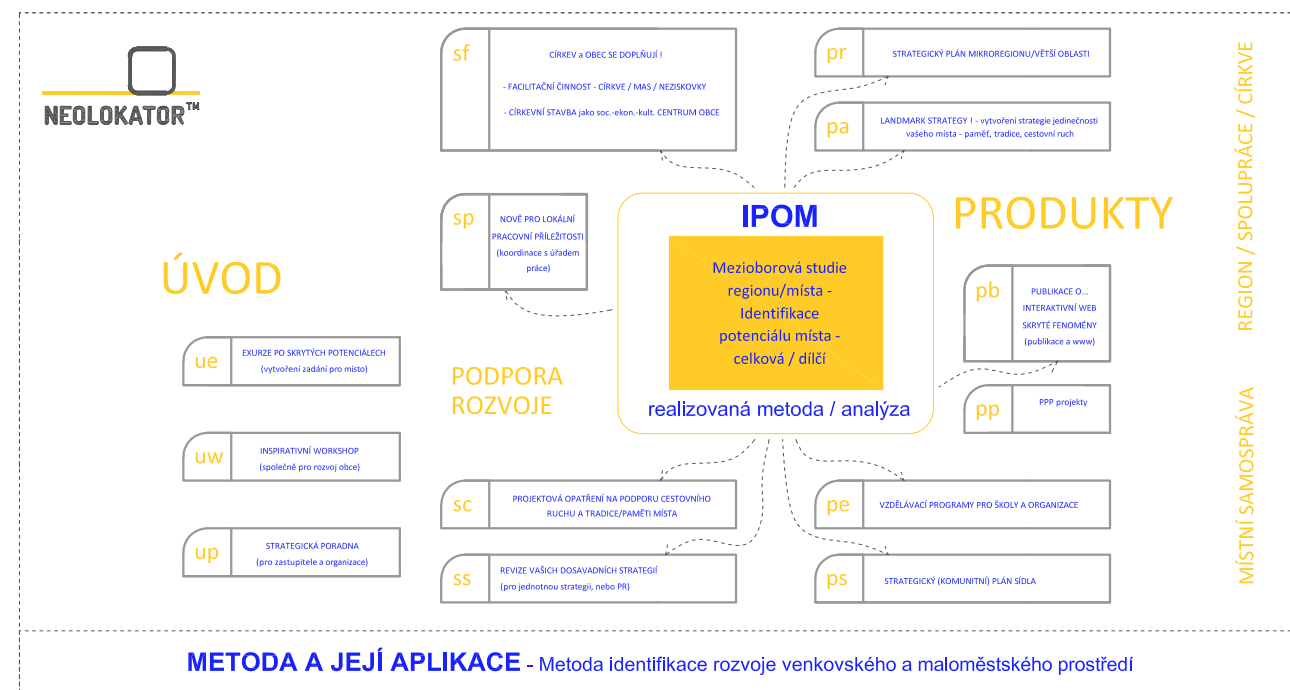 NEOLOKATOR™
ÚVOD
ue
EXURZE PO SKRYTÝCH POTENCIÁLECH
(vytvoření zadání pro místo)
uw
INSPIRATIVNÍ WORKSHOP
(společně pro rozvoj obce)
up
STRATEGICKÁ PORADNA
(pro zastupitele a organizace)
sf
CÍRKEV a OBEC SE DOPLŇUJÍ !
- FACILITAČNÍ ČINNOST - CÍRKVE / MAS / NEZISKOVKY
- CÍRKEVNÍ STAVBA jako soc.-ekon.-kult. CENTRUM OBCE
sp
NOVĚ PRO LOKÁLNÍ
PRACOVNÍ PŘÍLEŽITOSTI
(koordinace s úřadem
práce)
PODPORA
ROZVOJE
sc
PROJEKTOVÁ OPATŘENÍ NA PODPORU CESTOVNÍHO
RUCHU A TRADICE/PAMĚTI MÍSTA
ss
REVIZE VAŠICH DOSAVADNÍCH STRATEGIÍ
(pro jednotnou strategii, nebo PR)
IPOM
Mezioborová studie
regionu/místa -
Identifikace
potenciálu místa -
celková / dílčí
realizovaná metoda / analýza
pr
STRATEGICKÝ PLÁN MIKROREGIONU/VĚTŠÍ OBLASTI
pa
LANDMARK STRATEGY ! - vytvoření strategie jedinečnosti
vašeho místa - paměť, tradice, cestovní ruch
PRODUKTY
pb
PUBLIKACE O...
INTERAKTIVNÍ WEB
SKRYTÉ FENOMÉNY
(publikace a www)
pp
PPP projekty
pe
VZDĚLÁVACÍ PROGRAMY PRO ŠKOLY A ORGANIZACE
ps
STRATEGICKÝ (KOMUNITNÍ) PLÁN SÍDLA
REGION / SPOLUPRÁCE / CÍRKVE
MÍSTNÍ SAMOSPRÁVA
METODA A JEJÍ APLIKACE - Metoda identifikace rozvoje venkovského a maloměstského prostředí